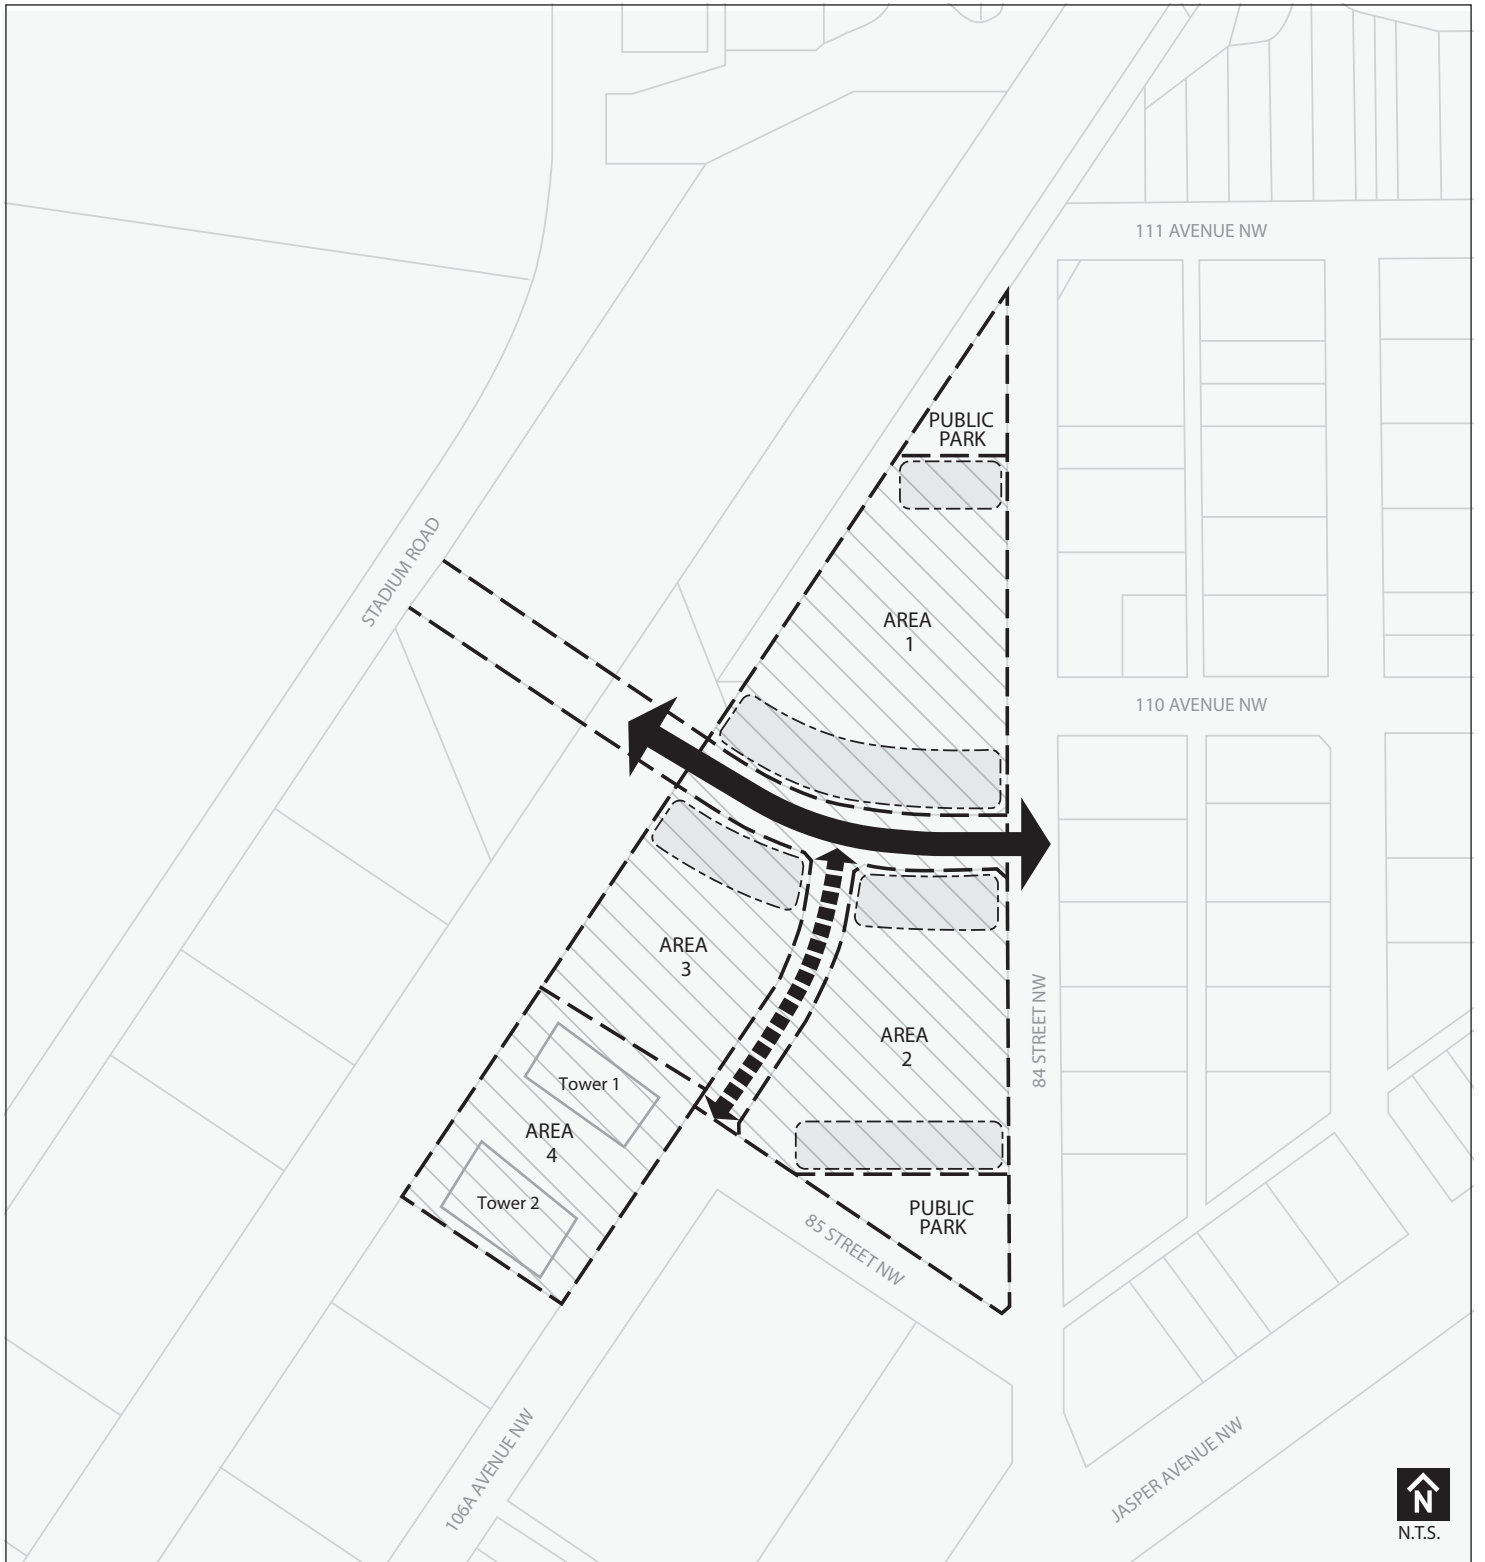 111 AVENUE NW
PUBLIC
PARK
STADIUM ROAD
AREA
1
110 AVENUE NW
AREA
3
84 STREET NW
AREA
2
Tower 1
AREA
4
Tower 2
PUBLIC
PARK
85 STREET NW
106A AVENUE NW
JASPER AVENUE NW
N
N.T.S.